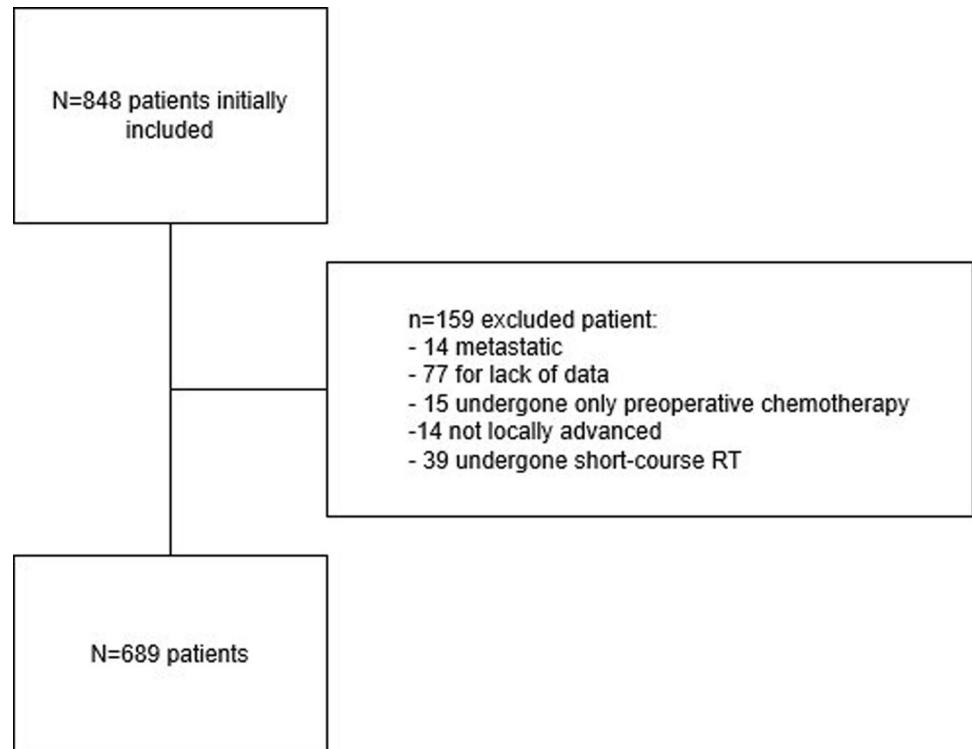 N=848 patients initially
included
n=159 excluded patient:
- 14 metastatic
- 77 for lack of data
- 15 undergone only preoperative chemotherapy
-14 not locally advanced
- 39 undergone short-course RT
N=689 patients